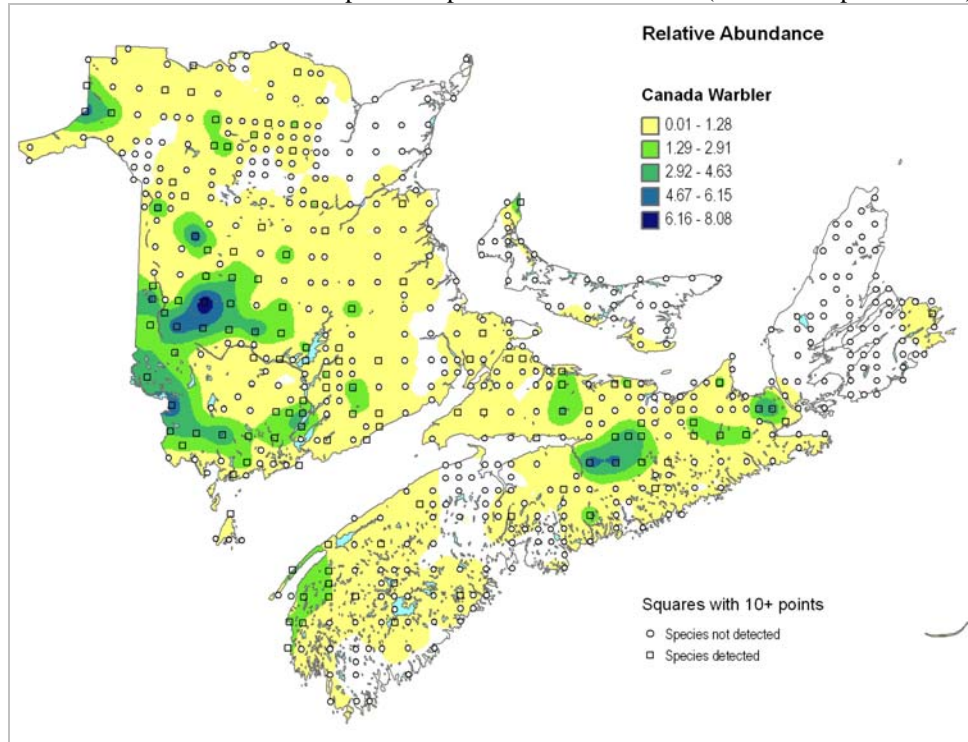 Relative Abundance
Canada Warbler
0.01 - 1.28
1.29 - 2.91
2.92 - 4.63
4.67 - 6.15
6.16 - 8.08
Squares with 10+ points
Species not detected
Species detected